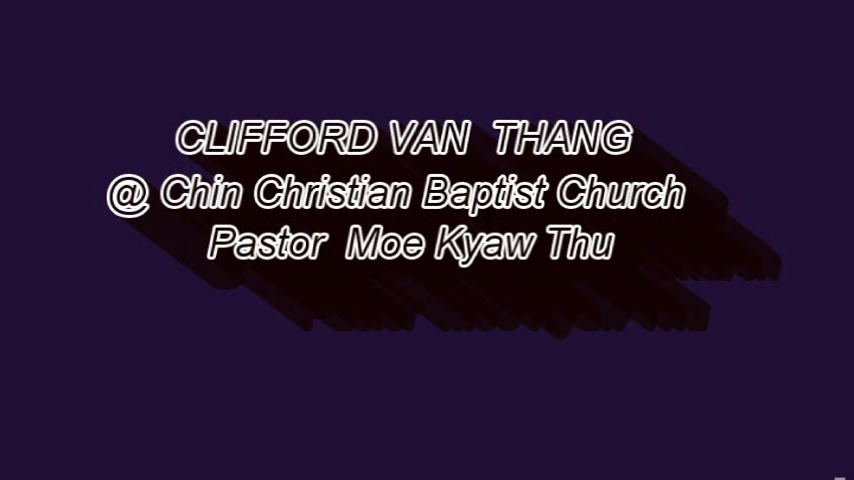 CLIFFORD VAN THANG
@ Chin Christian Baptist Church
Pastor Moe Kyaw Thu